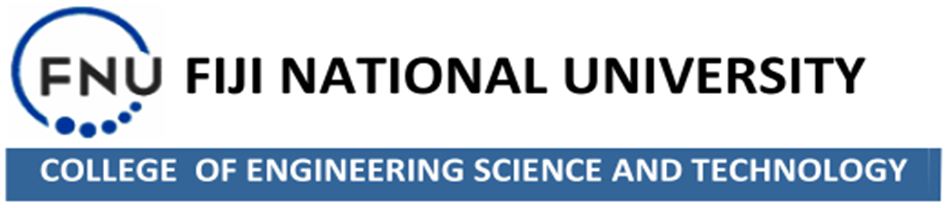 FNU FIJI NATIONAL UNIVERSITY
COLLEGE OF ENGINEERING SCIENCE AND TECHNOLOGY